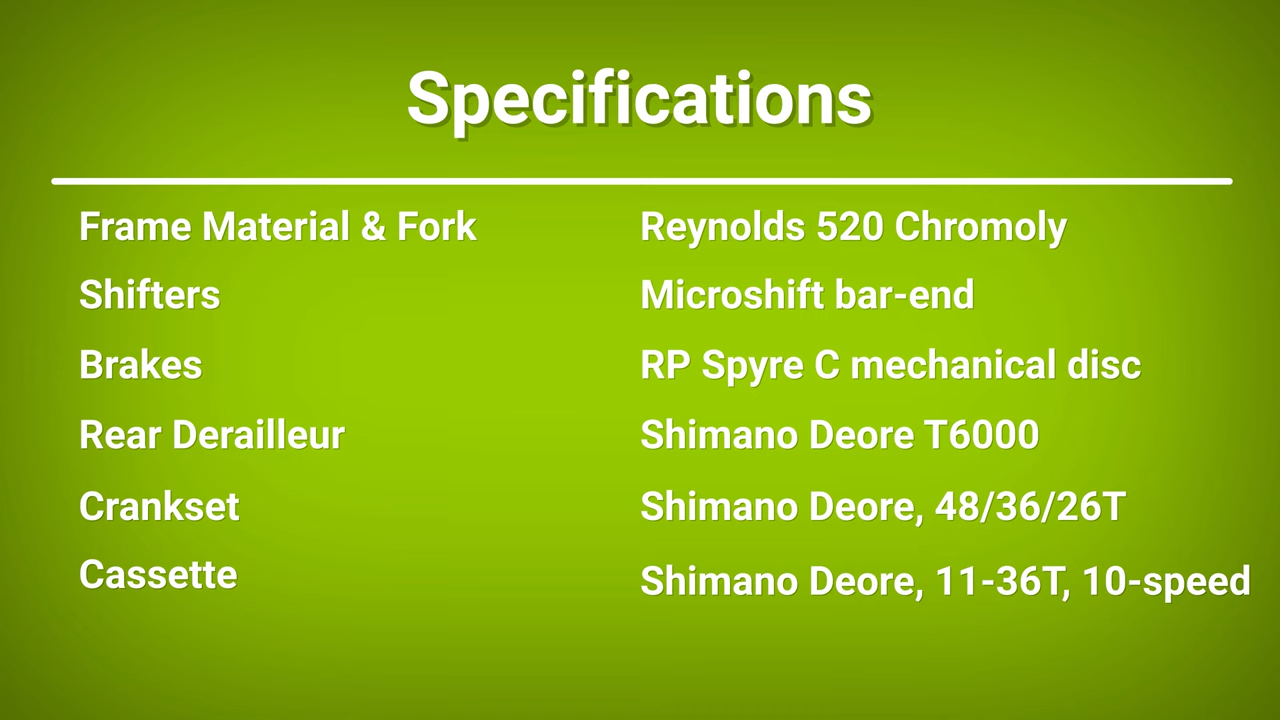 Specifications
Frame Material & Fork Reynolds 520 Chromoly
Shifters Microshift bar-end
Brakes RP Spyre C mechanical disc
Rear Derailleur Shimano Deore T6000
Crankset Shimano Deore, 48/36/26T
Cassette Shimano Deore, 11-36T, 10-speed